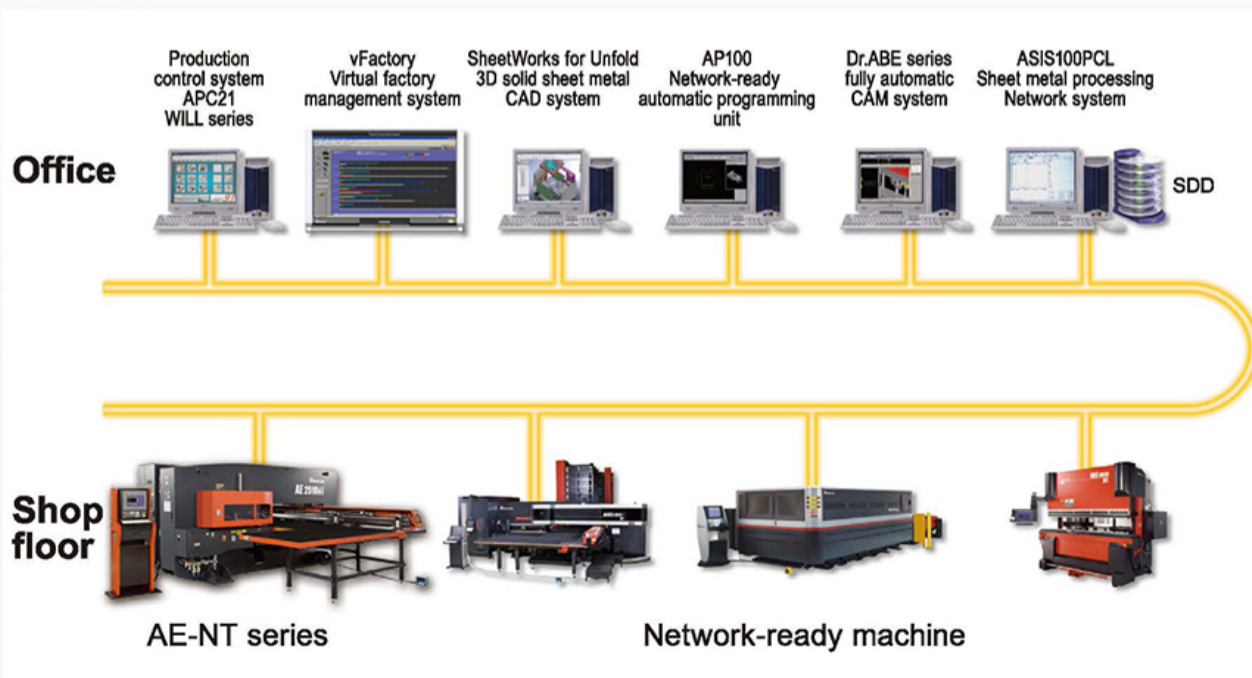 Production
control system
APC21
WILL series
vFactory
Virtual factory
management system
SheetWorks for Unfold
3D solid sheet metal
CAD system
AP100
Network-ready
automatic programming
unit
Dr.ABE series
fully automatic
CAM system
ASIS100PCL
Sheet metal processing
Network system
Office
SDD
Shop
floor
AE 2510NT
AE-NT series
Network-ready machine